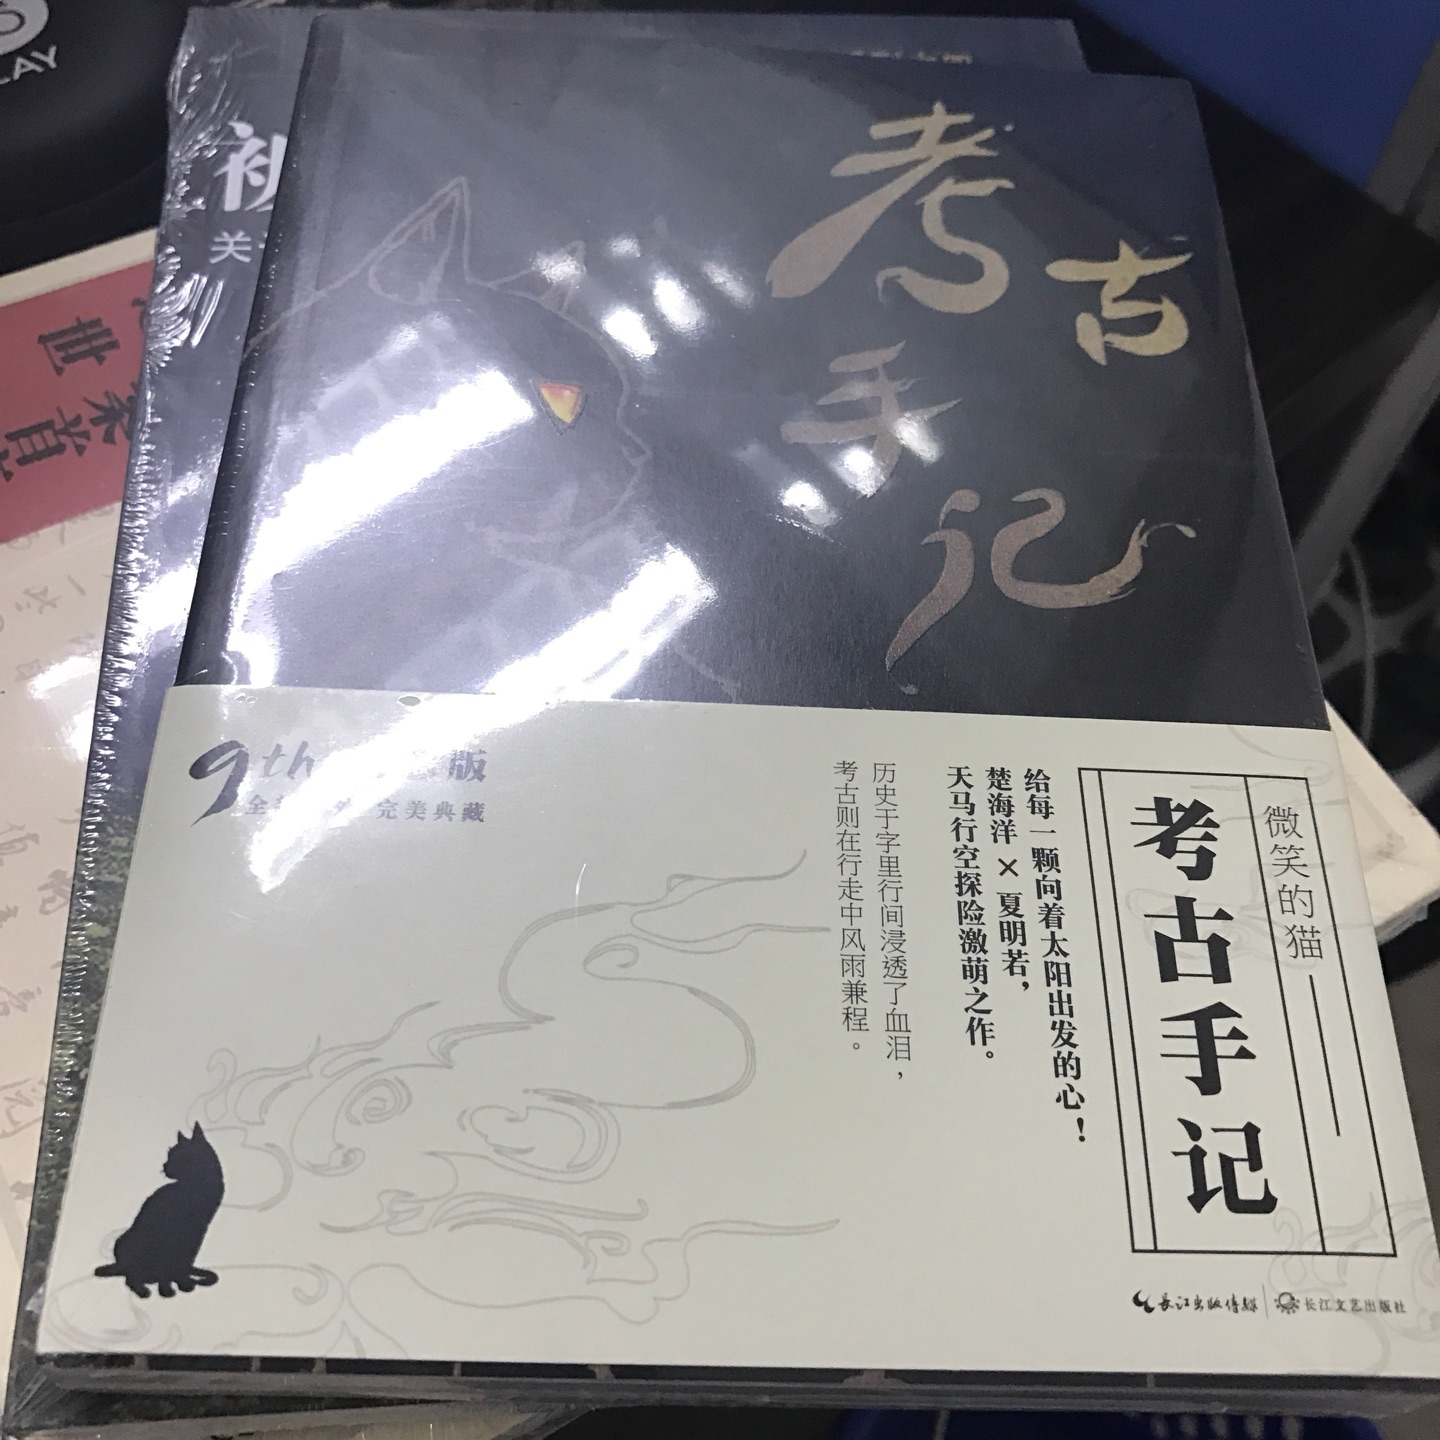 LAY
考古手记
关
世
9th 版
完美典藏
微笑的猫
考古手记
给每一颗向着太阳出发的心！
楚海洋×夏明若，
天马行空探险激萌之作。
历史于字里行间浸透了血泪，
考古则在行走中风雨兼程。
长江出版传媒
长江文艺出版社